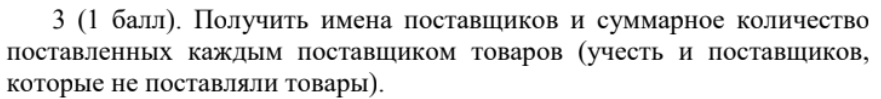 3 (1 балл). Получить имена поставщиков и суммарное количество
поставленных каждым поставщиком товаров (учесть и поставщиков,
которые не поставляли товары).